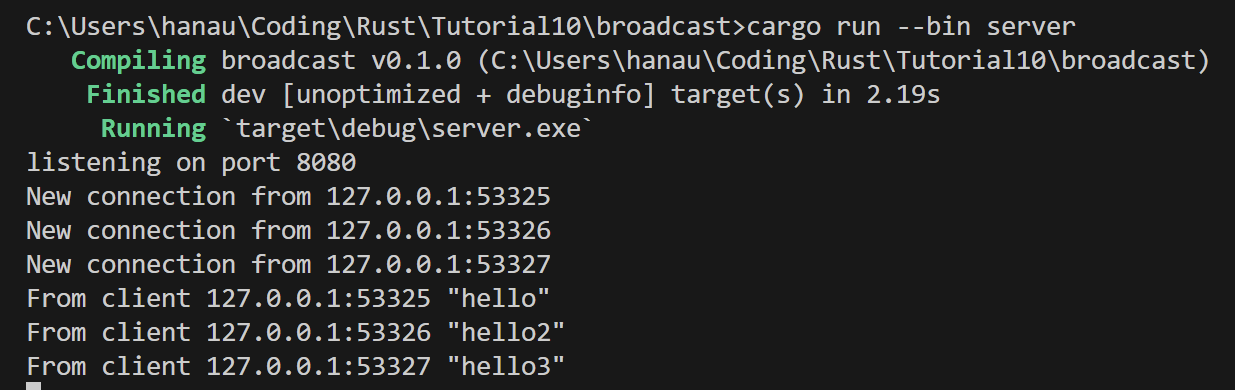 C:\Users\hanau\Coding\Rust\Tutorial10\broadcast>cargo run --bin server
Compiling broadcast v0.1.0 (C:\Users\hanau\Coding\Rust\Tutorial10\broadcast)
Finished dev [unoptimized + debuginfo] target(s) in 2.19s
Running `target\debug\server.exe`
listening on port 8080
New connection from 127.0.0.1:53325
New connection from 127.0.0.1:53326
New connection from 127.0.0.1:53327
From client 127.0.0.1:53325 "hello"
From client 127.0.0.1:53326 "hello2"
From client 127.0.0.1:53327 "hello3"